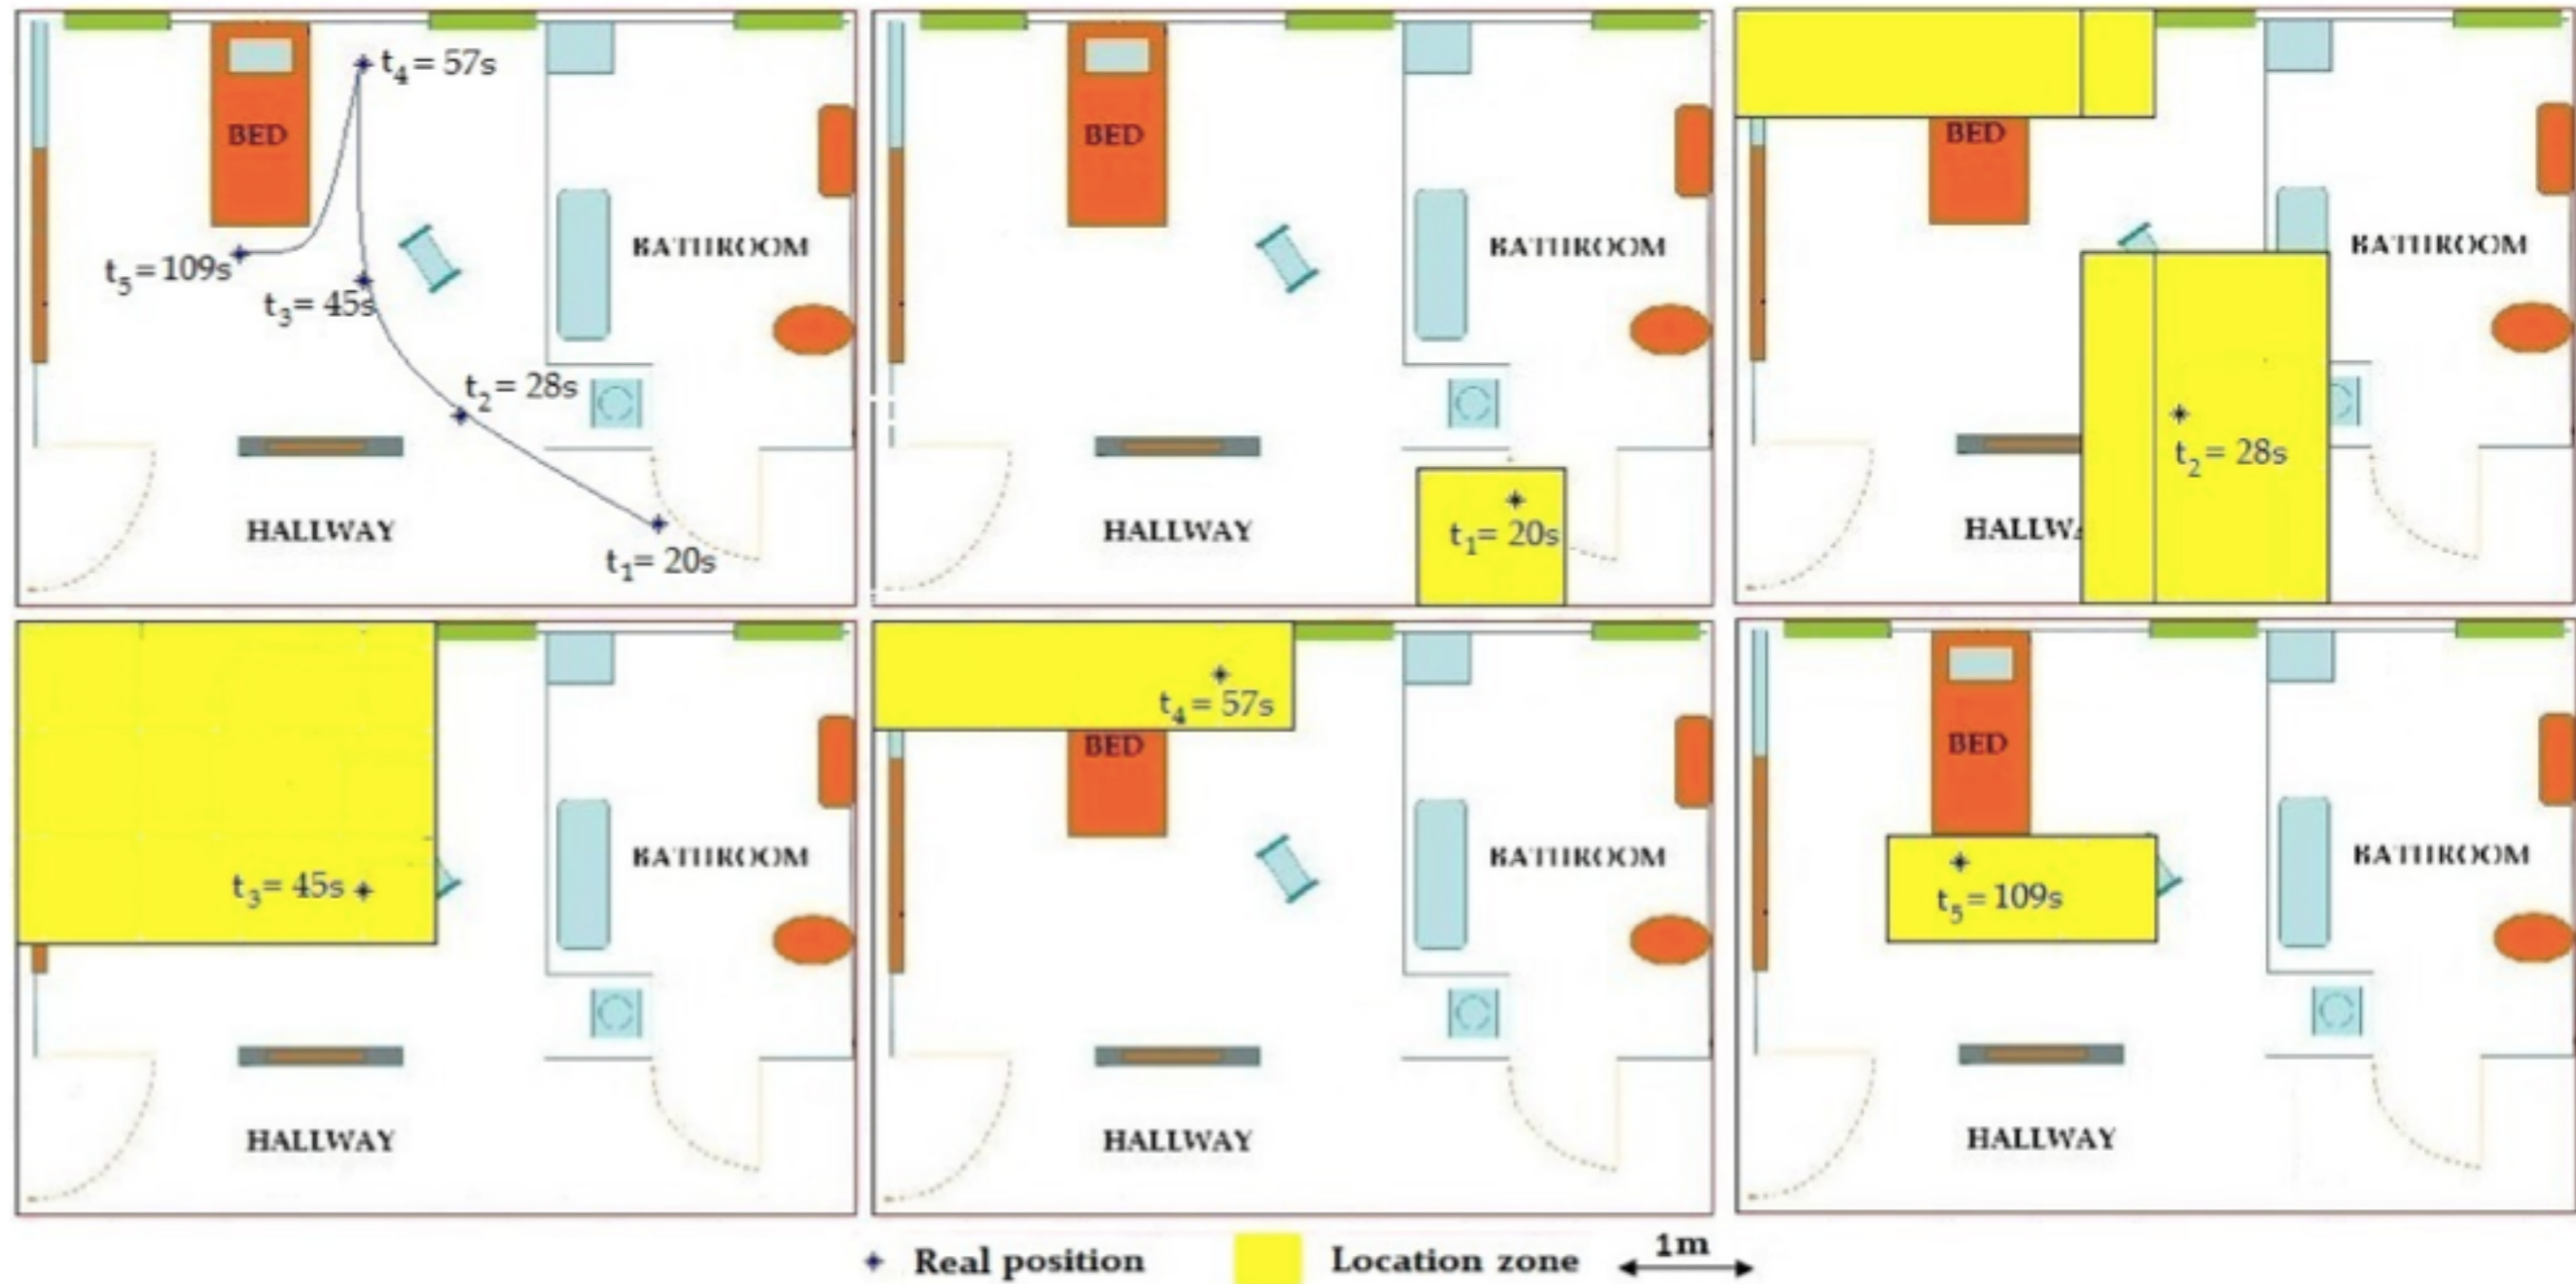 t4 = 57s
BED
BATHROOM
t5 = 109s
t3 = 45s
t2 = 28s
HALLWAY
t1 = 20s
BED
BATHROOM
HALLWAY
t1 = 20s
BED
BATHROOM
t2 = 28s
HALLWA
BATHROOM
t3 = 45s
HALLWAY
t4 = 57s
BED
BATHROOM
HALLWAY
BED
BATHROOM
t5 = 109s
HALLWAY
Real position
Location zone
1m